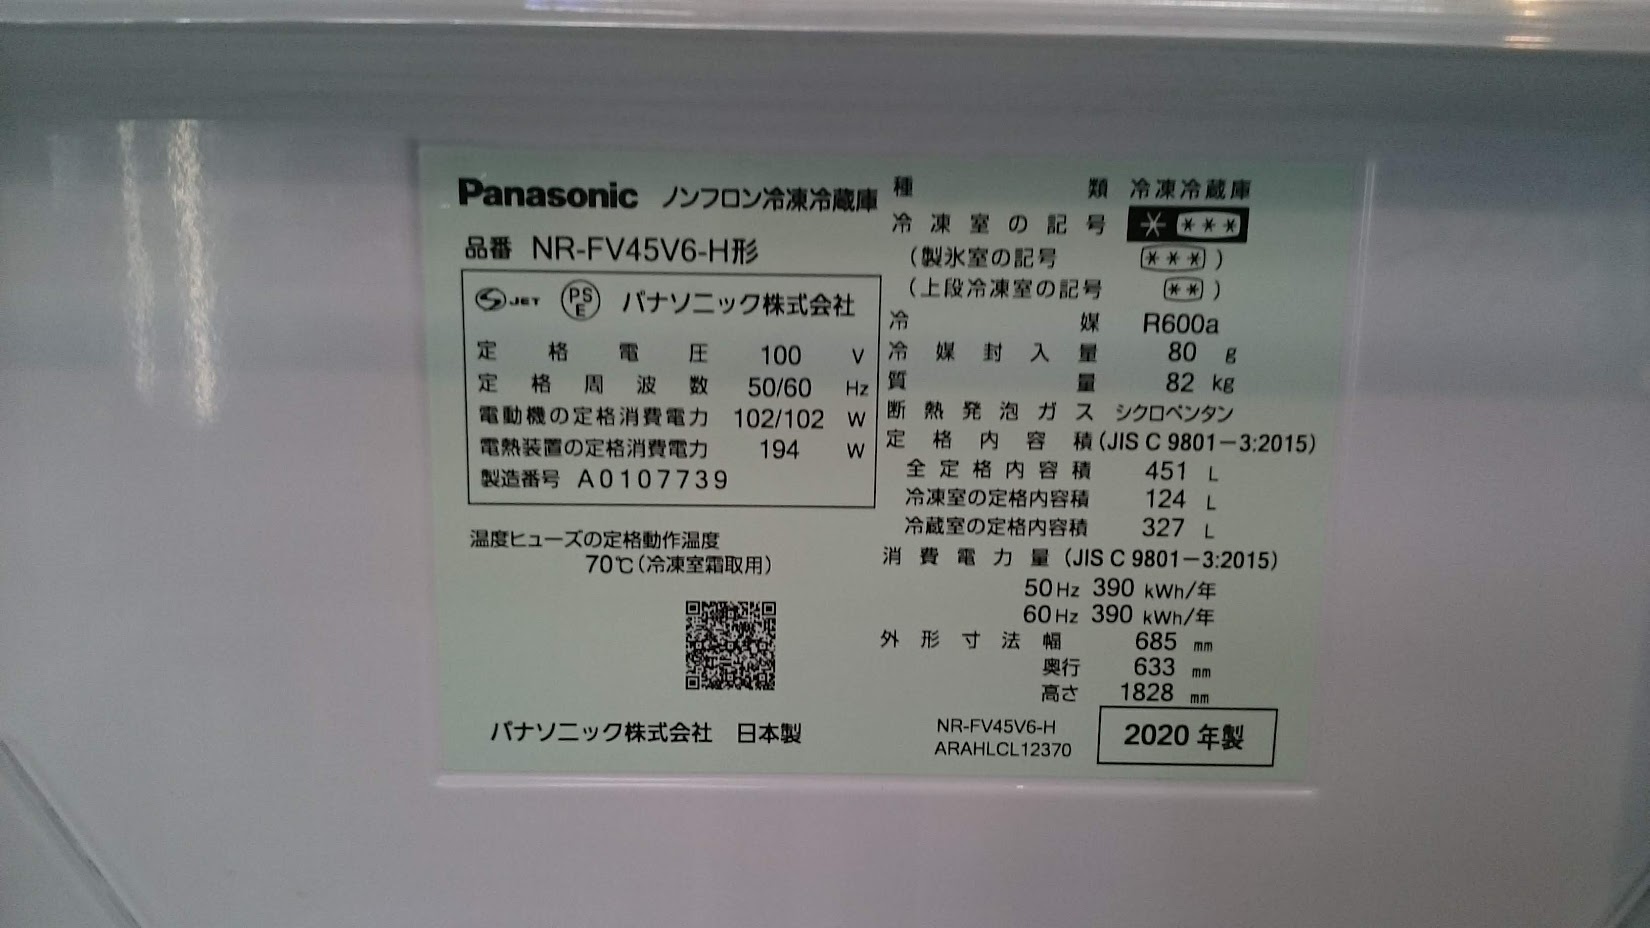 Panasonic ノンフロン冷凍冷蔵庫
品番 NR-FV45V6-H形
JET PSE パナソニック株式会社
定格電圧 100 V
定格周波数 50/60 Hz
電動機の定格消費電力 102/102 W
電熱装置の定格消費電力 194 W
製造番号 A0107739
温度ヒューズの定格動作温度
70℃(冷凍室霜取用)
パナソニック株式会社 日本製
種類 冷凍冷蔵庫
冷凍室の記号 * ***
(製氷室の記号 ***)
(上段冷凍室の記号 **)
冷媒 R600a
冷媒封入量 80 g
質量 82 kg
断熱発泡ガス シクロペンタン
定格内容積(JIS C 9801-3:2015)
全定格内容積 451 L
冷凍室の定格内容積 124 L
冷蔵室の定格内容積 327 L
消費電力量(JIS C 9801-3:2015)
50Hz 390 kWh/年
60Hz 390 kWh/年
外形寸法幅 685 mm
奥行 633 mm
高さ 1828 mm
NR-FV45V6-H
ARAHLCL12370
2020年製